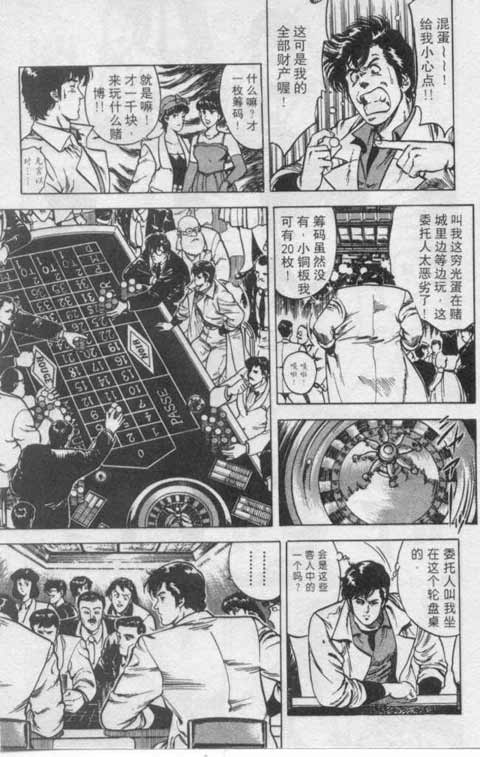 混蛋~~!
给我小心点!!
这可是我的
全部财产喔!
什么嘛?才
一枚筹码!
就是嘛!
才一千块,
来玩什么赌
博!!
无言以
对……
叫我这穷光蛋在赌
城里边等边玩,这
委托人太恶劣了!
筹码虽然没
有,小铜板我
可有20枚!
PASSE
NOIR
委托人叫我坐
在这个轮盘桌
的.
会是这些
客人中的
一个吗?
………
………